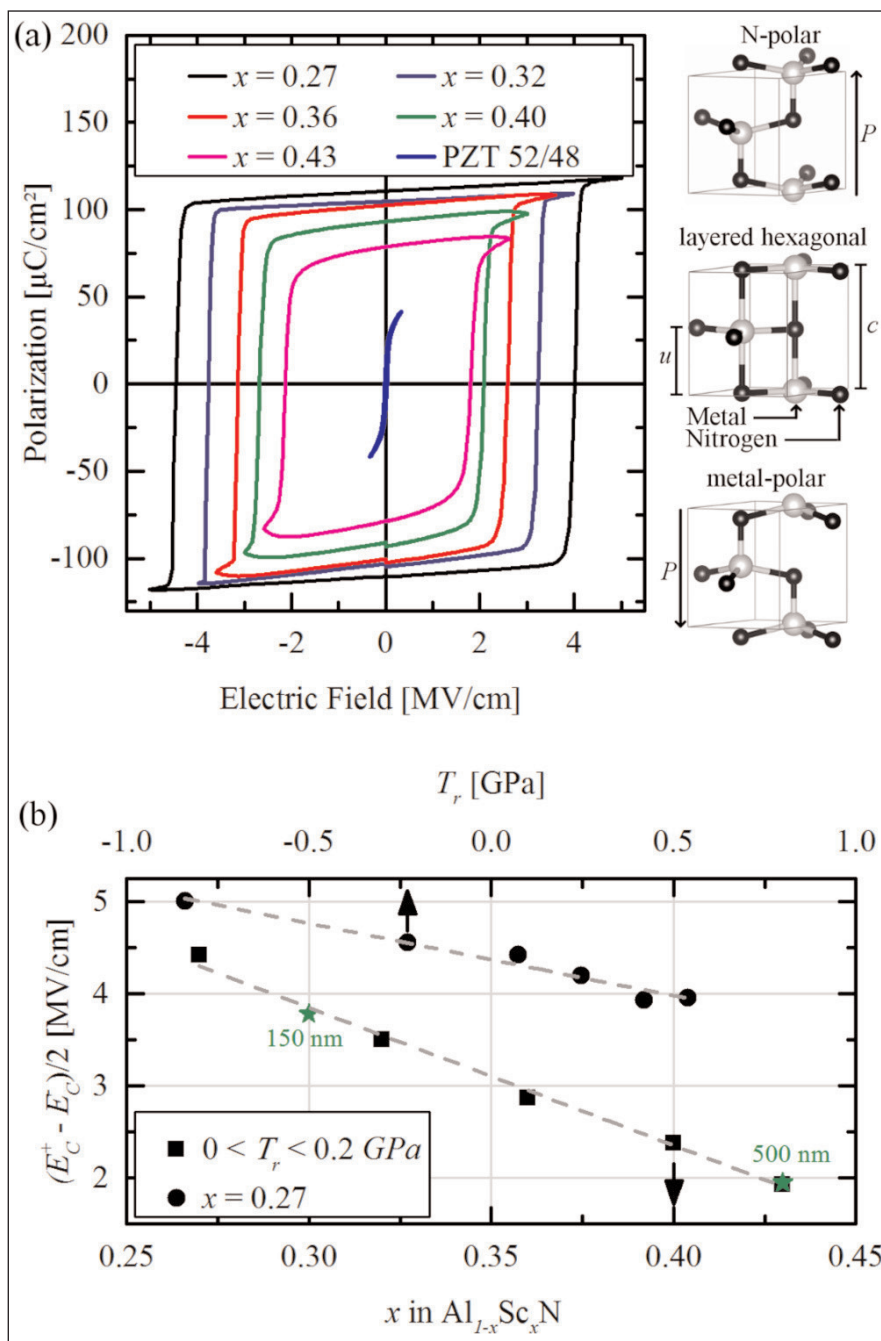 (a)
200
150
100
50
0
-50
-100
Polarization [µC/cm²]
x = 0.27
x = 0.32
x = 0.36
x = 0.40
x = 0.43
PZT 52/48
-4 -2 0 2 4
Electric Field [MV/cm]
N-polar
P
layered hexagonal
u
c
Metal
Nitrogen
metal-polar
P
(b)
T_r [GPa]
-1.0 -0.5 0.0 0.5 1.0
5
4
3
2
(E_C^+ - E_C^-)/2 [MV/cm]
150 nm
500 nm
0 < T_r < 0.2 GPa
x = 0.27
0.25 0.30 0.35 0.40 0.45
x in Al_{1-x}Sc_xN